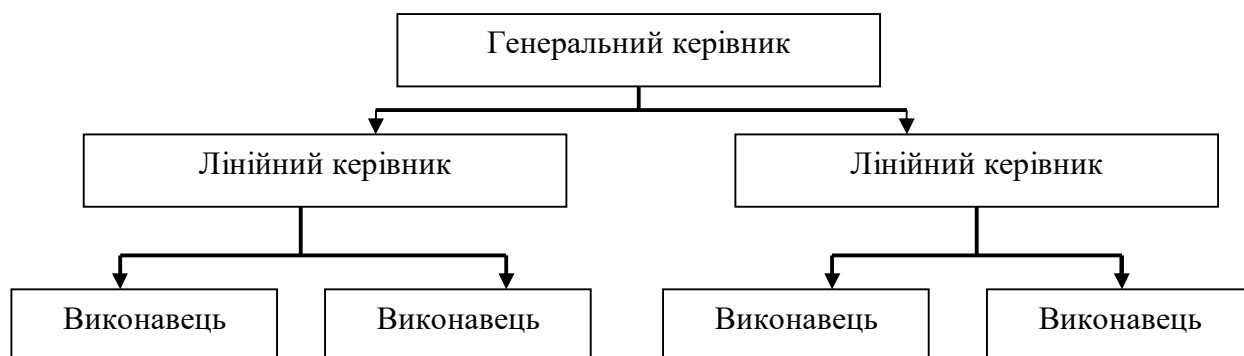 Генеральний керівник
Лінійний керівник
Лінійний керівник
Виконавець
Виконавець
Виконавець
Виконавець